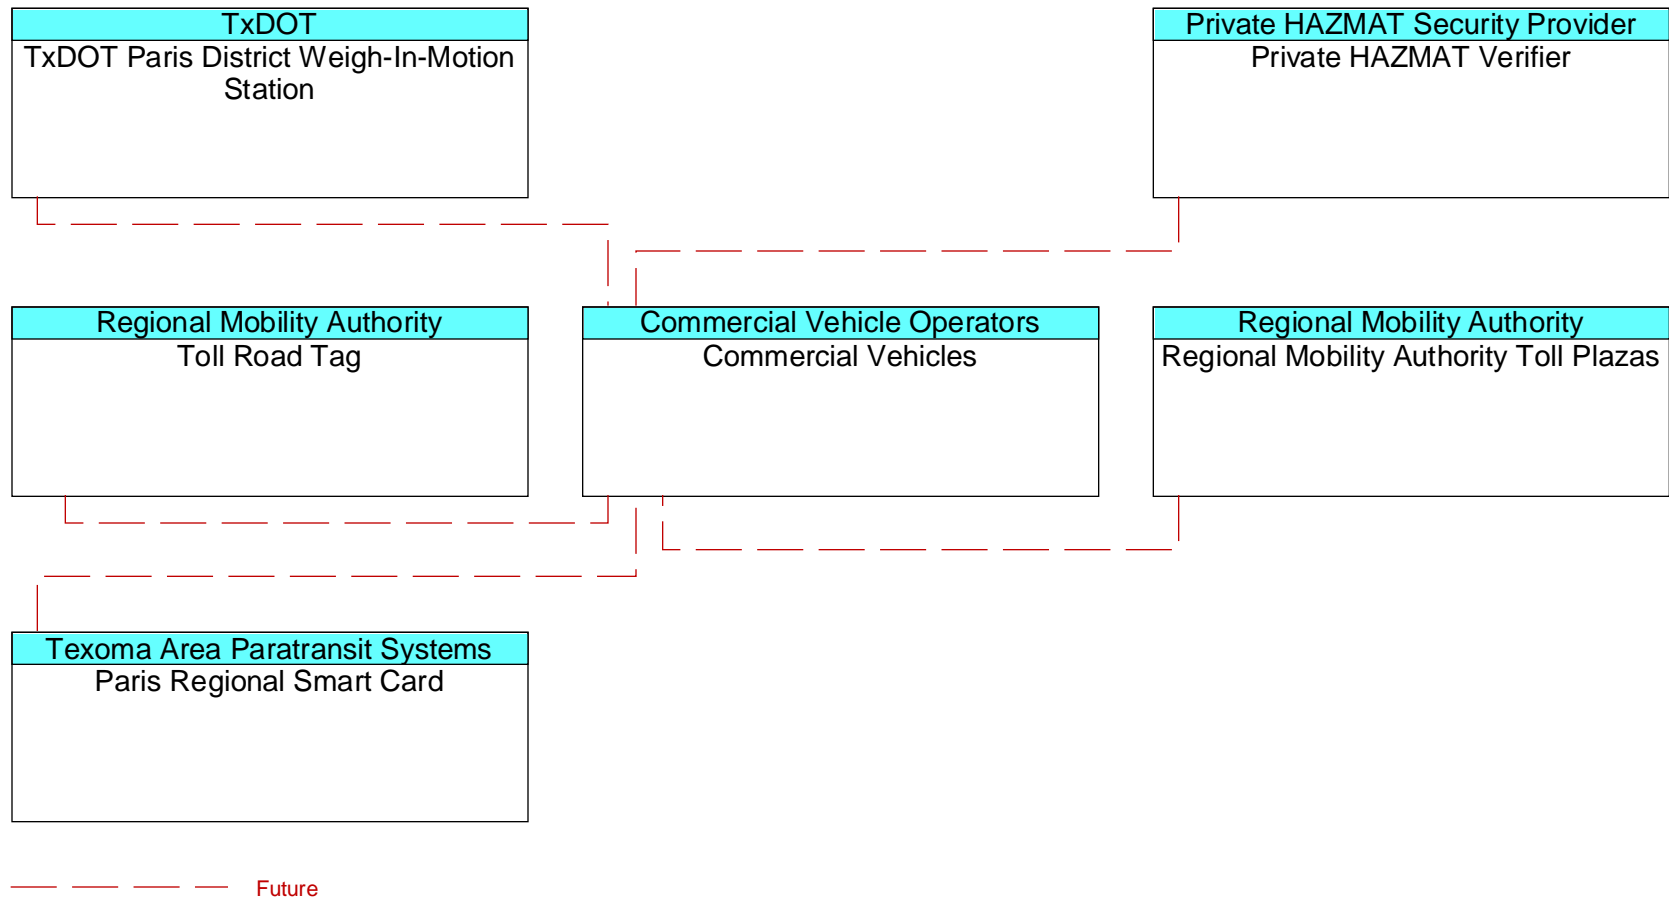 TxDOT
TxDOT Paris District Weigh-In-Motion
Station
Private HAZMAT Security Provider
Private HAZMAT Verifier
Regional Mobility Authority
Toll Road Tag
Commercial Vehicle Operators
Commercial Vehicles
Regional Mobility Authority
Regional Mobility Authority Toll Plazas
Texoma Area Paratransit Systems
Paris Regional Smart Card
Future